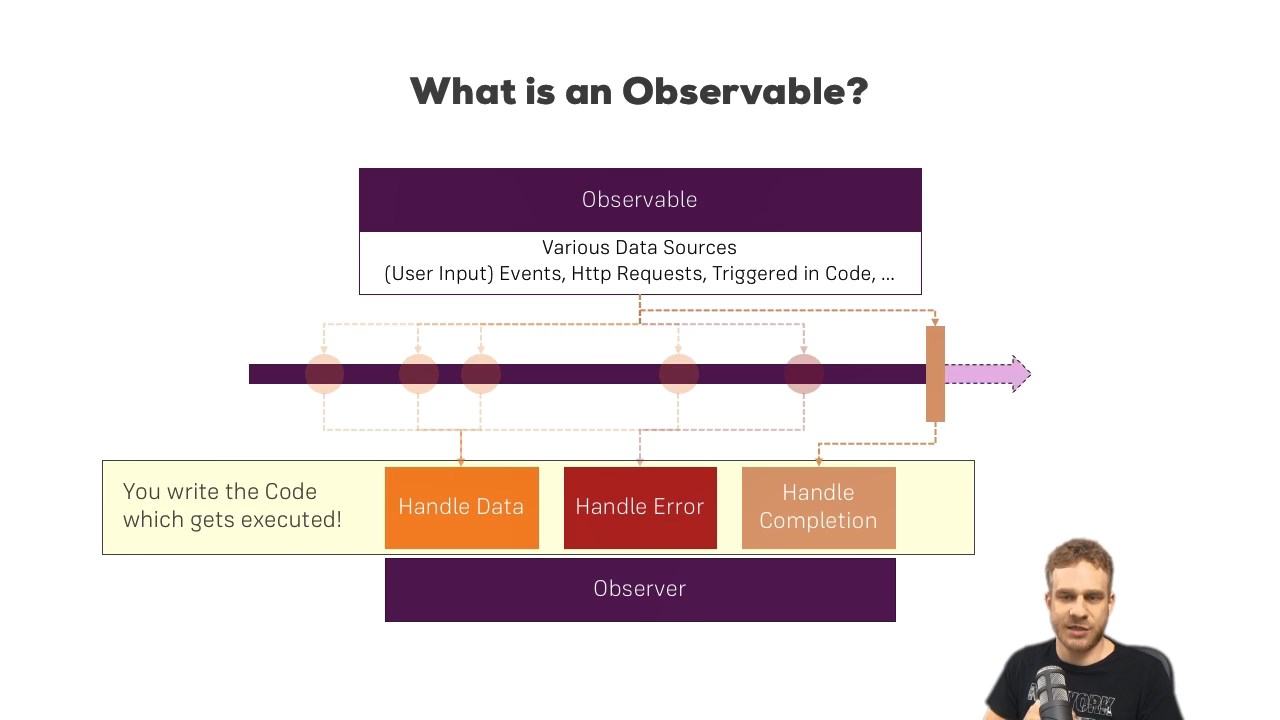 What is an Observable?
Observable
Various Data Sources
(User Input) Events, Http Requests, Triggered in Code, ...
You write the Code
which gets executed!
Handle Data
Handle Error
Handle
Completion
Observer